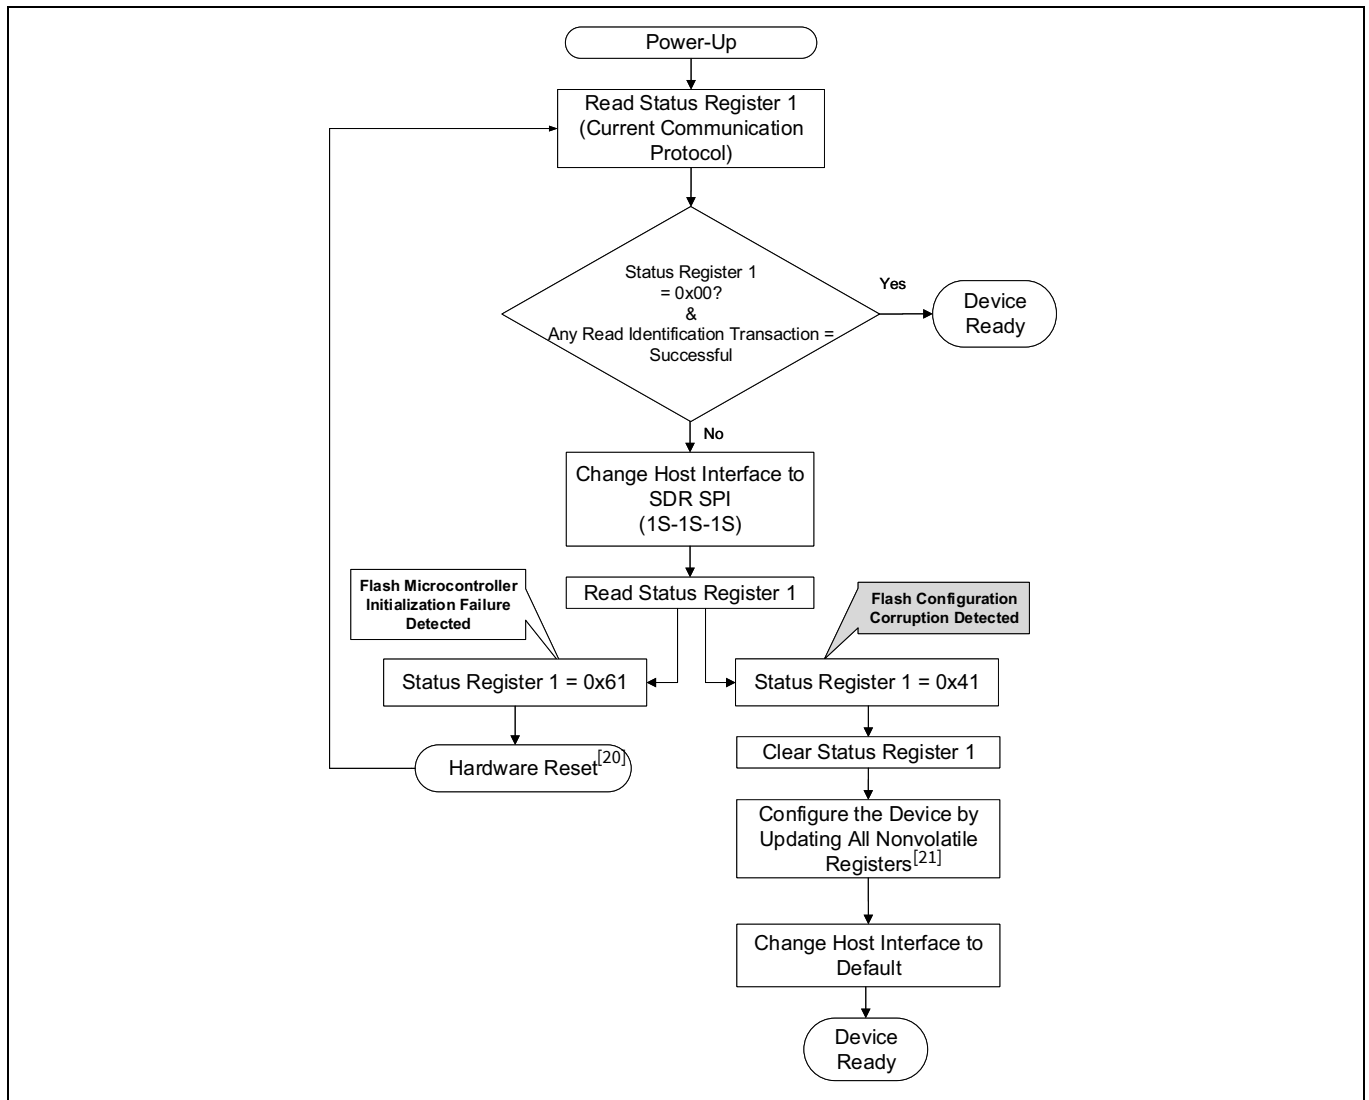 Power-Up
Read Status Register 1
(Current Communication
Protocol)
Status Register 1
= 0x00?
&
Any Read Identification Transaction =
Successful
Yes
Device
Ready
No
Change Host Interface to
SDR SPI
(1S-1S-1S)
Read Status Register 1
Flash Microcontroller
Initialization Failure
Detected
Flash Configuration
Corruption Detected
Status Register 1 = 0x61
Status Register 1 = 0x41
Hardware Reset[20]
Clear Status Register 1
Configure the Device by
Updating All Nonvolatile
Registers[21]
Change Host Interface to
Default
Device
Ready